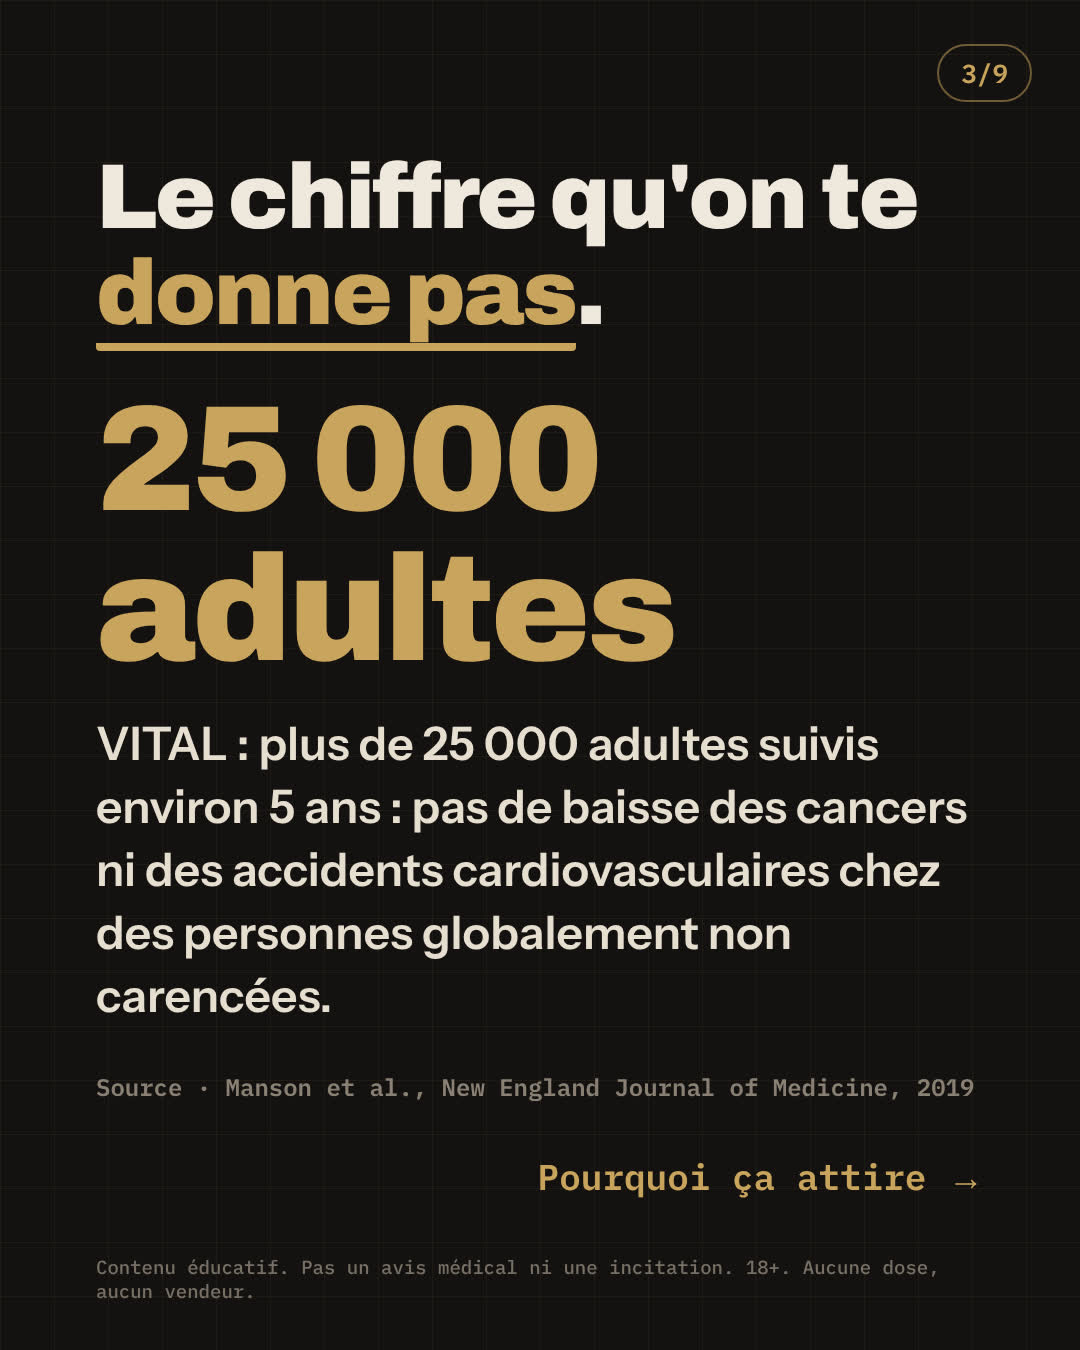 3/9
Le chiffre qu'on te
donne pas.
25 000
adultes
VITAL : plus de 25 000 adultes suivis
environ 5 ans : pas de baisse des cancers
ni des accidents cardiovasculaires chez
des personnes globalement non
carencées.
Source · Manson et al., New England Journal of Medicine, 2019
Pourquoi ça attire →
Contenu éducatif. Pas un avis médical ni une incitation. 18+. Aucune dose,
aucun vendeur.